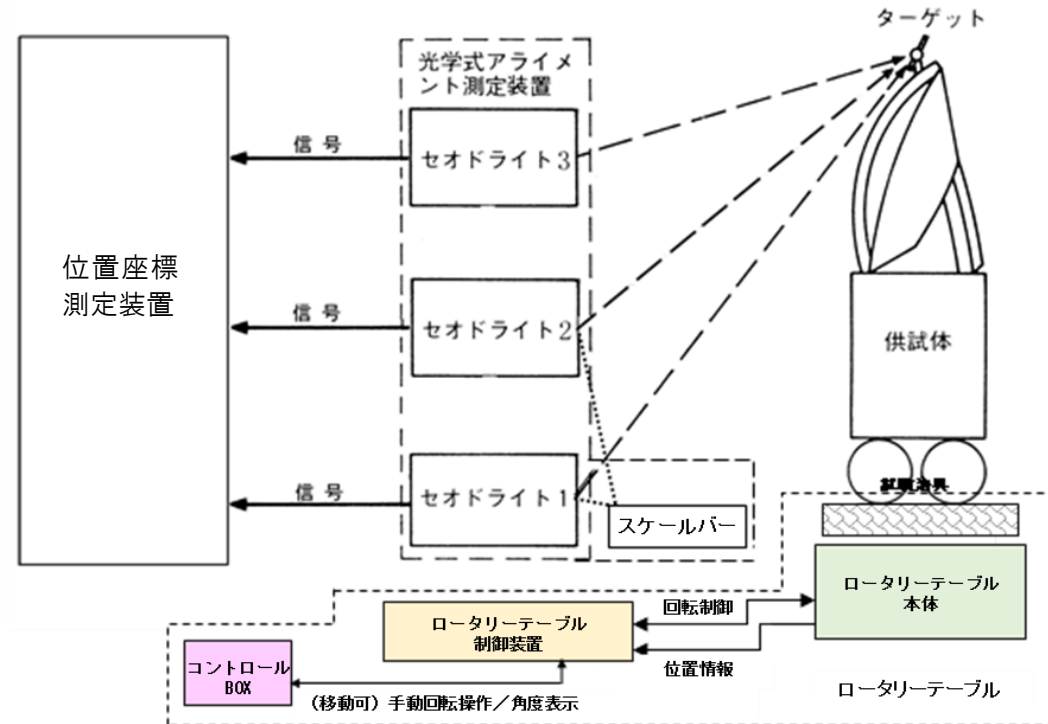 ターゲット
光学式アライメ
ント測定装置
信号
セオドライト3
位置座標
測定装置
信号
セオドライト2
供試体
信号
セオドライト1
試験治具
スケールバー
ロータリーテーブル
本体
回転制御
ロータリーテーブル
制御装置
位置情報
コントロール
BOX
(移動可)手動回転操作/角度表示
ロータリーテーブル